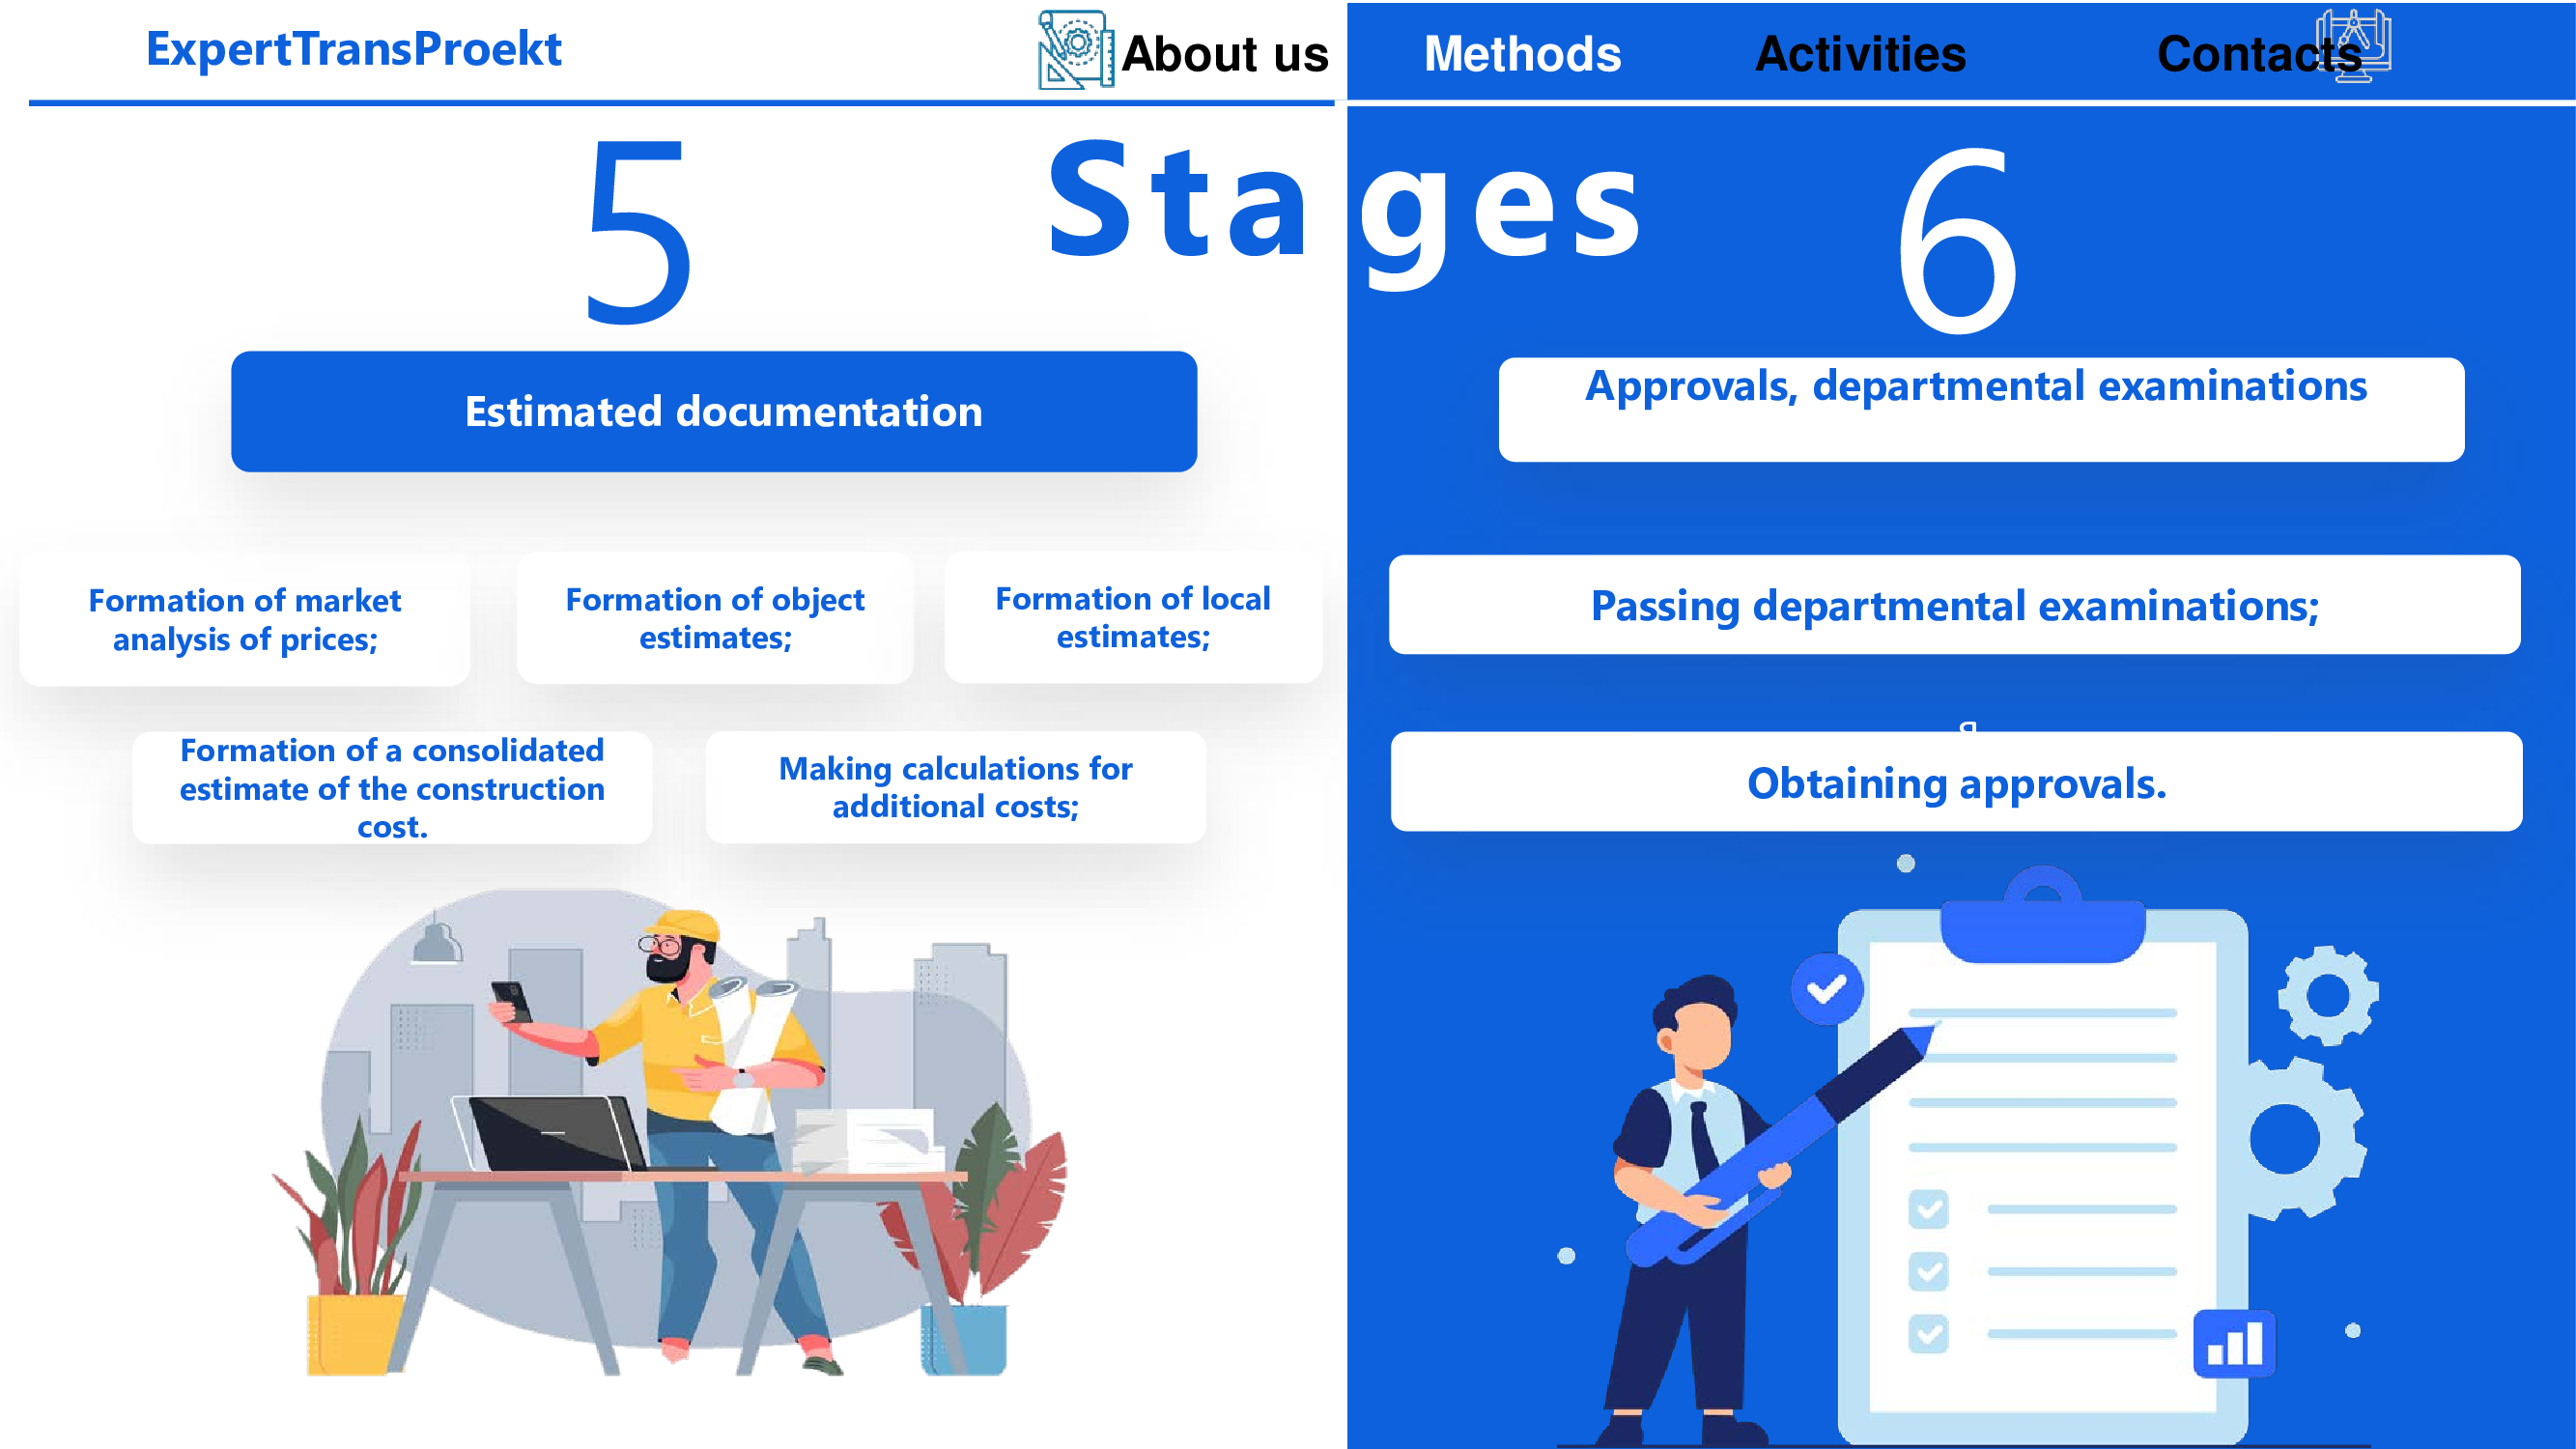 ExpertTransProekt
About us
Methods
Activities
Contacts
Stages
5
Estimated documentation
Formation of market
analysis of prices;
Formation of object
estimates;
Formation of local
estimates;
Formation of a consolidated
estimate of the construction
cost.
Making calculations for
additional costs;
6
Approvals, departmental examinations
Passing departmental examinations;
Obtaining approvals.